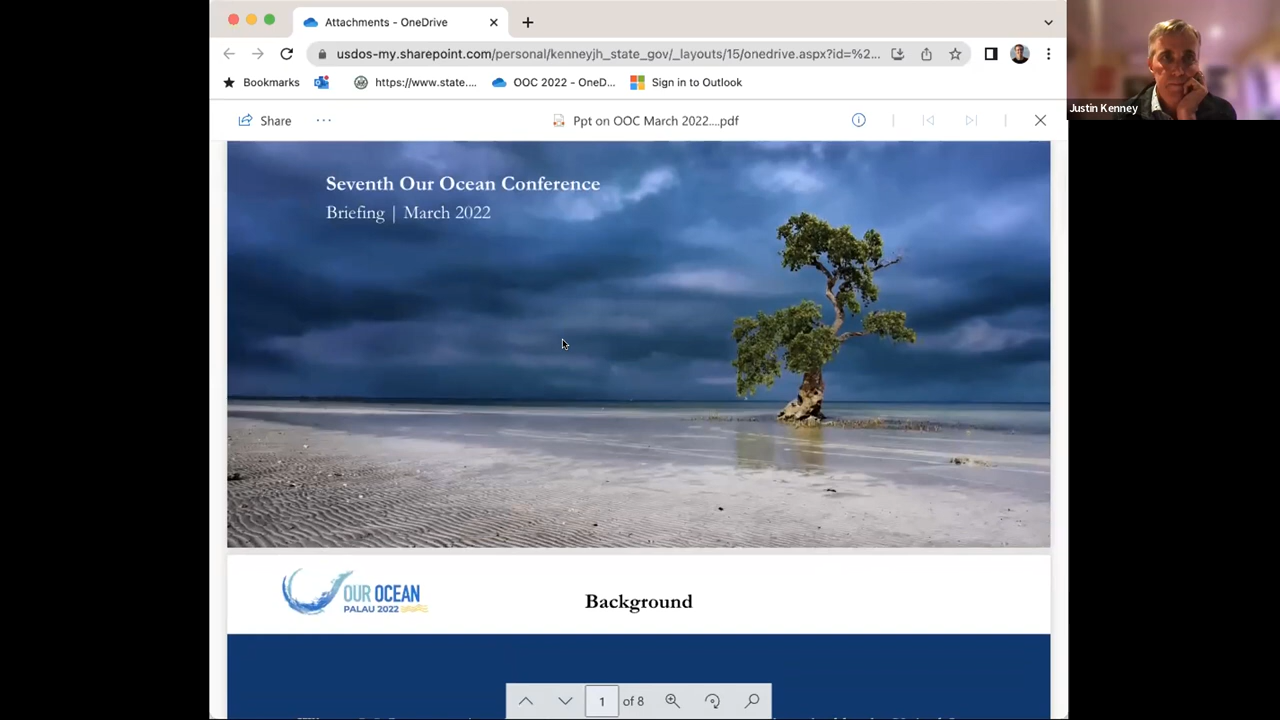 Attachments - OneDrive
usdos-my.sharepoint.com/personal/kenneyjh_state_gov/_layouts/15/onedrive.aspx?id=%2...
Bookmarks
https://www.state....
OOC 2022 - OneD...
Sign in to Outlook
Share
Ppt on OOC March 2022....pdf
Justin Kenney
Seventh Our Ocean Conference
Briefing | March 2022
OUR OCEAN
PALAU 2022
Background
1 of 8